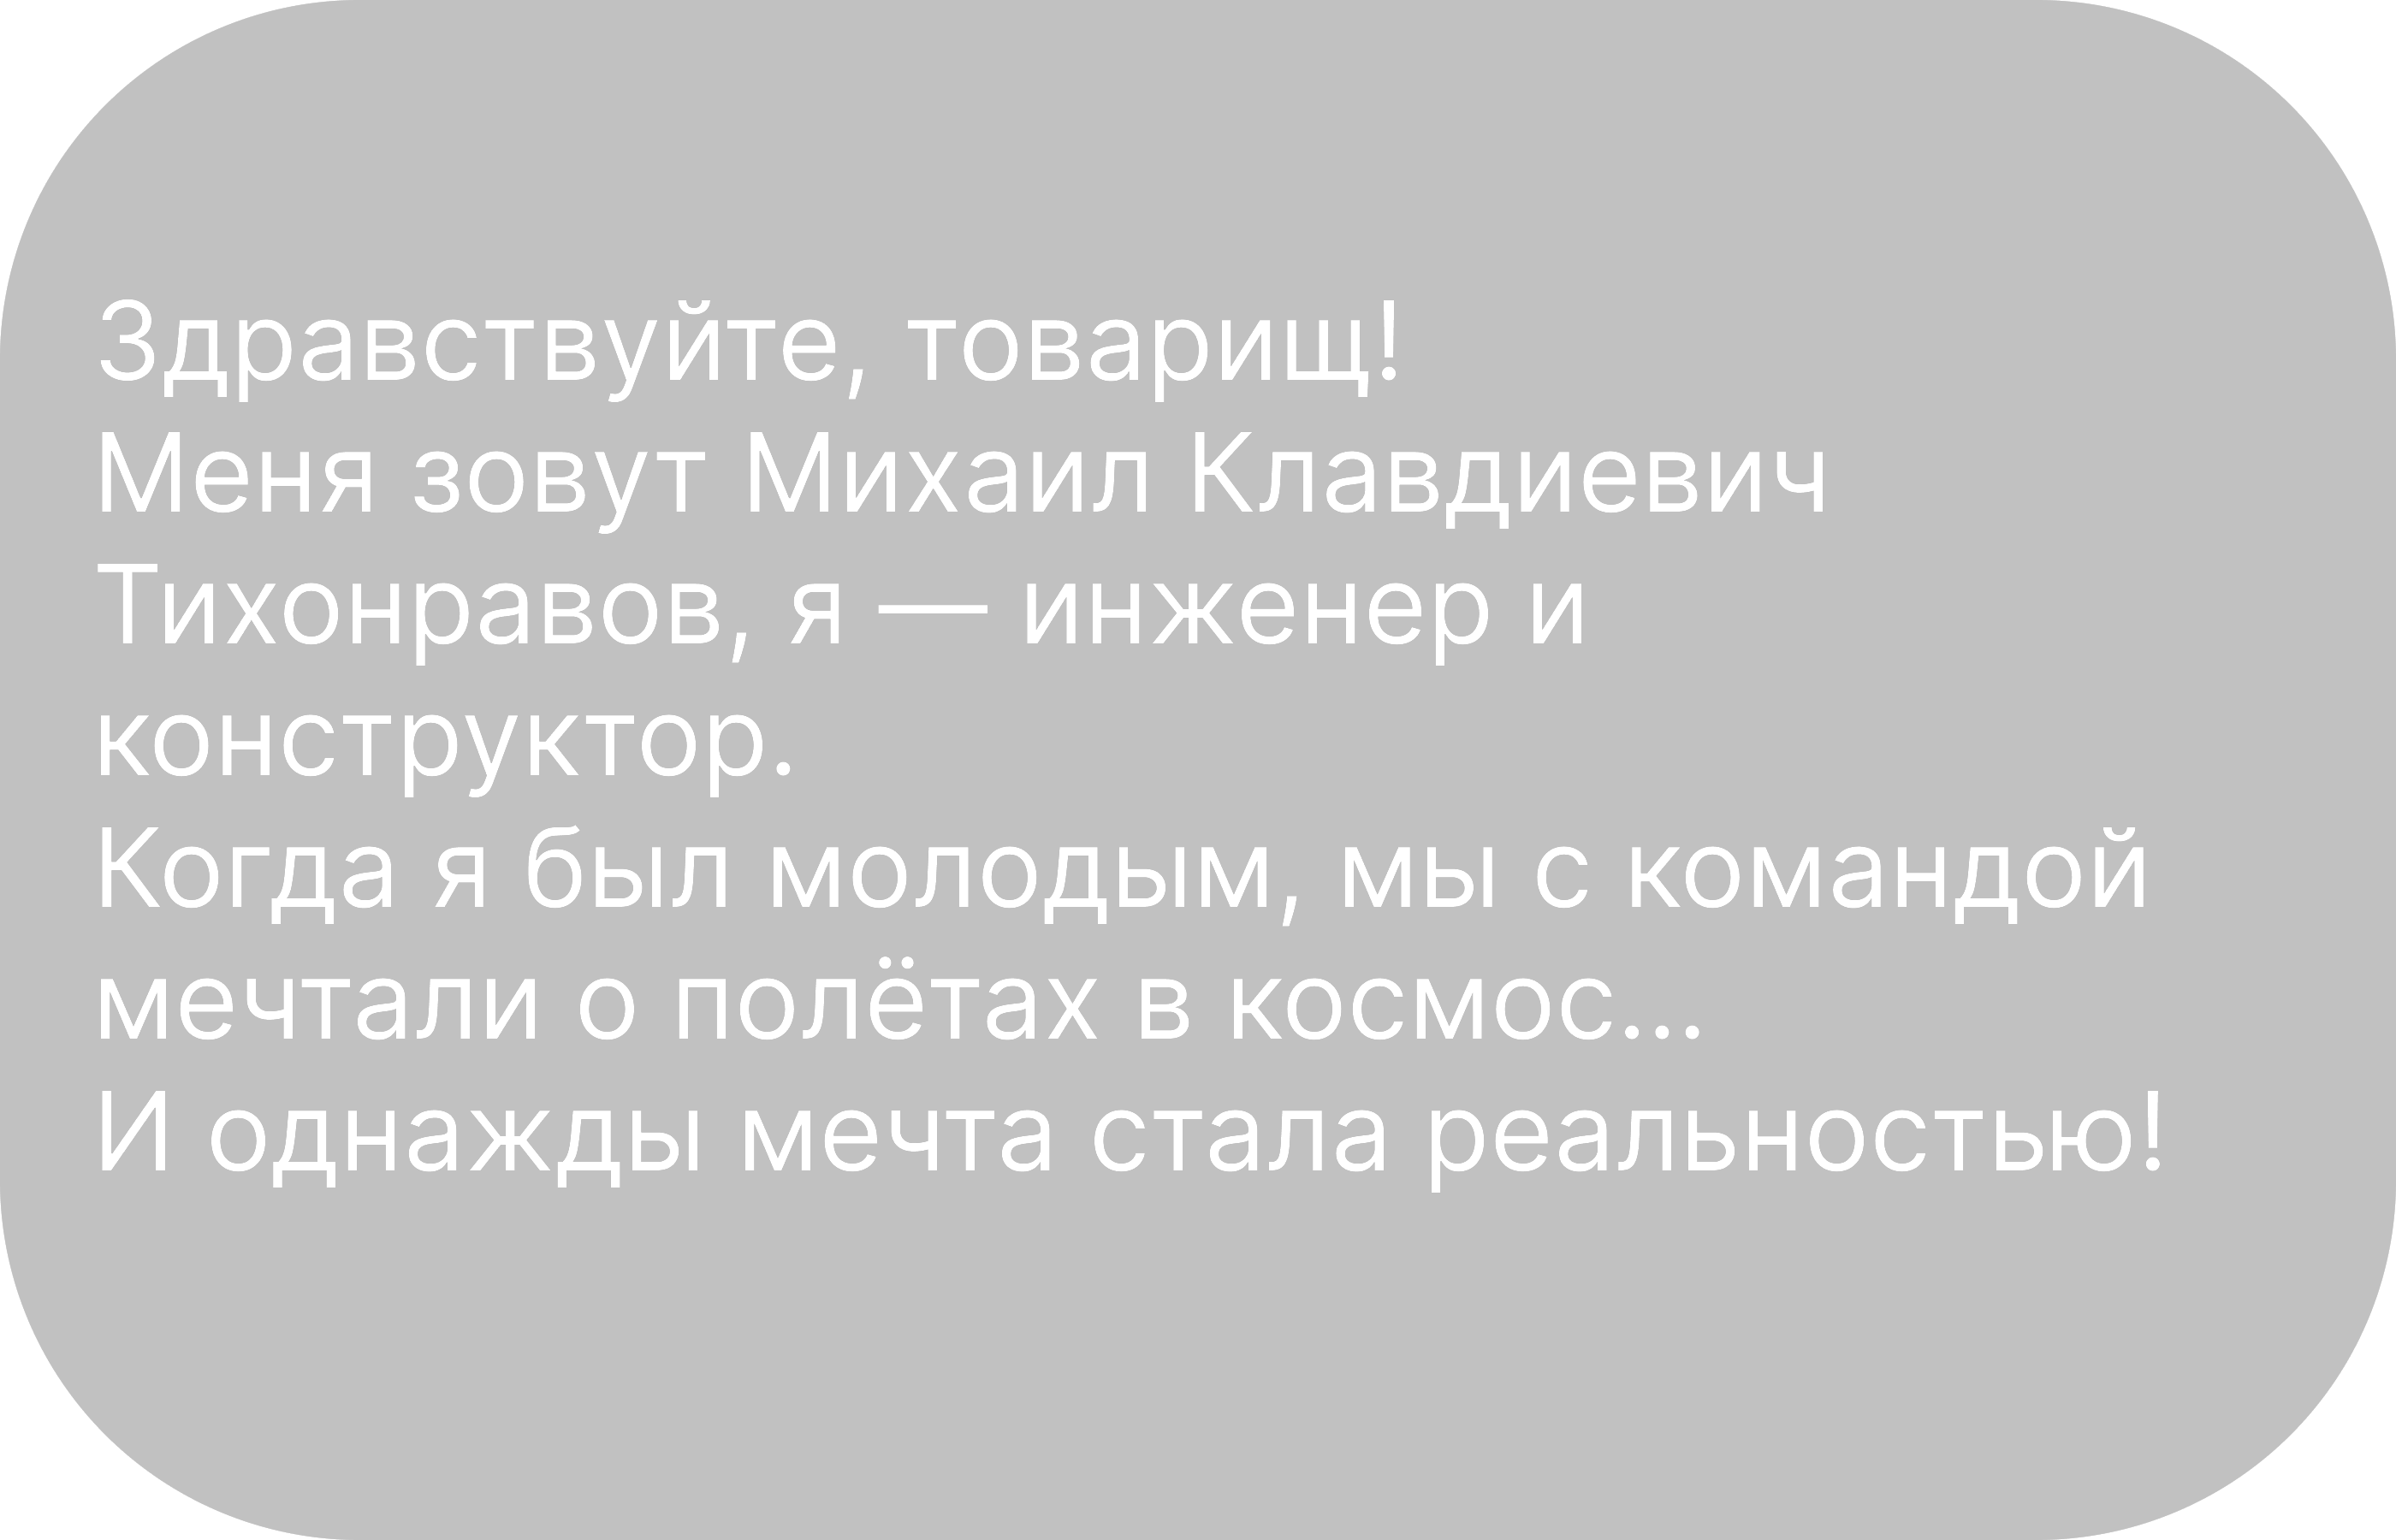 Здравствуйте, товарищ!
Меня зовут Михаил Клавдиевич
Тихонравов, я — инженер и
конструктор.
Когда я был молодым, мы с командой
мечтали о полётах в космос...
И однажды мечта стала реальностью!